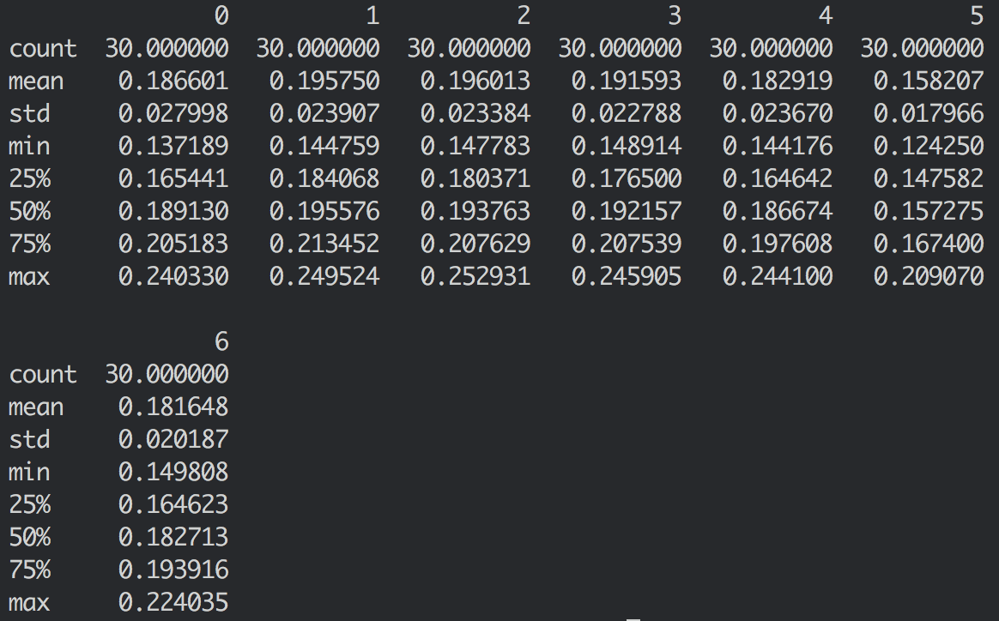 0 1 2 3 4 5
count 30.000000 30.000000 30.000000 30.000000 30.000000 30.000000
mean 0.186601 0.195750 0.196013 0.191593 0.182919 0.158207
std 0.027998 0.023907 0.023384 0.022788 0.023670 0.017966
min 0.137189 0.144759 0.147783 0.148914 0.144176 0.124250
25% 0.165441 0.184068 0.180371 0.176500 0.164642 0.147582
50% 0.189130 0.195576 0.193763 0.192157 0.186674 0.157275
75% 0.205183 0.213452 0.207629 0.207539 0.197608 0.167400
max 0.240330 0.249524 0.252931 0.245905 0.244100 0.209070
6
count 30.000000
mean 0.181648
std 0.020187
min 0.149808
25% 0.164623
50% 0.182713
75% 0.193916
max 0.224035